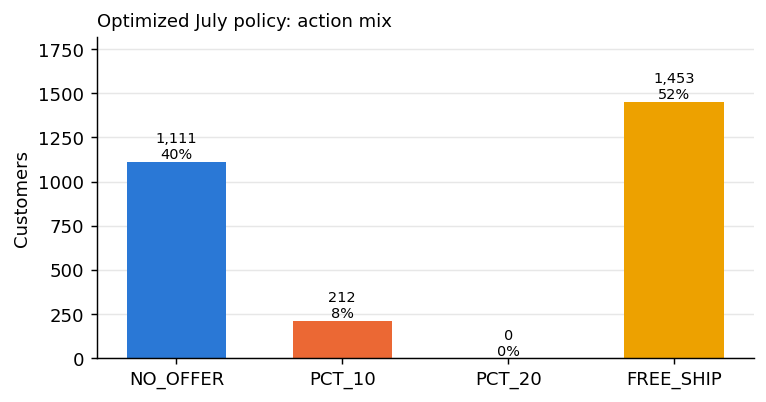 Optimized July policy: action mix
Customers
1750
1500
1250
1000
750
500
250
0
1,111
40%
212
8%
0
0%
1,453
52%
NO_OFFER
PCT_10
PCT_20
FREE_SHIP